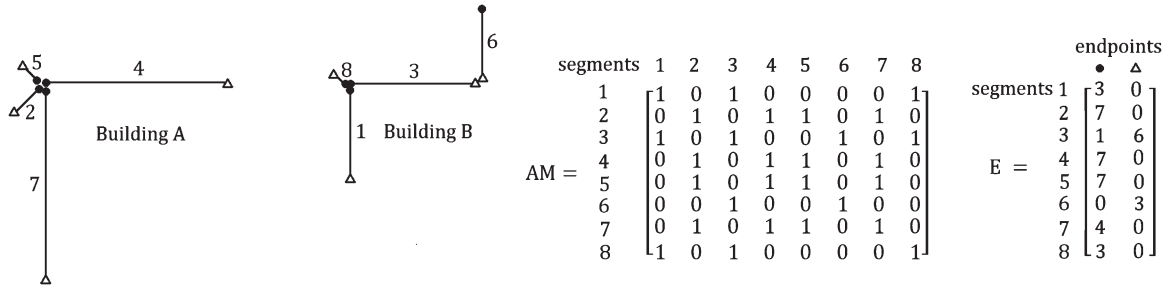 5
4
2
Building A
7
6
8
3
1
Building B
segments 1 2 3 4 5 6 7 8
1 1 0 1 0 0 0 0 1
2 0 1 0 1 1 0 1 0
3 1 0 1 0 0 1 0 1
4 0 1 0 1 1 0 1 0
AM =
5 0 1 0 1 1 0 1 0
6 0 0 1 0 0 1 0 0
7 0 1 0 1 1 0 1 0
8 1 0 1 0 0 0 0 1
endpoints
● △
segments 1 3 0
2 7 0
3 1 6
4 7 0
E =
5 7 0
6 0 3
7 4 0
8 3 0